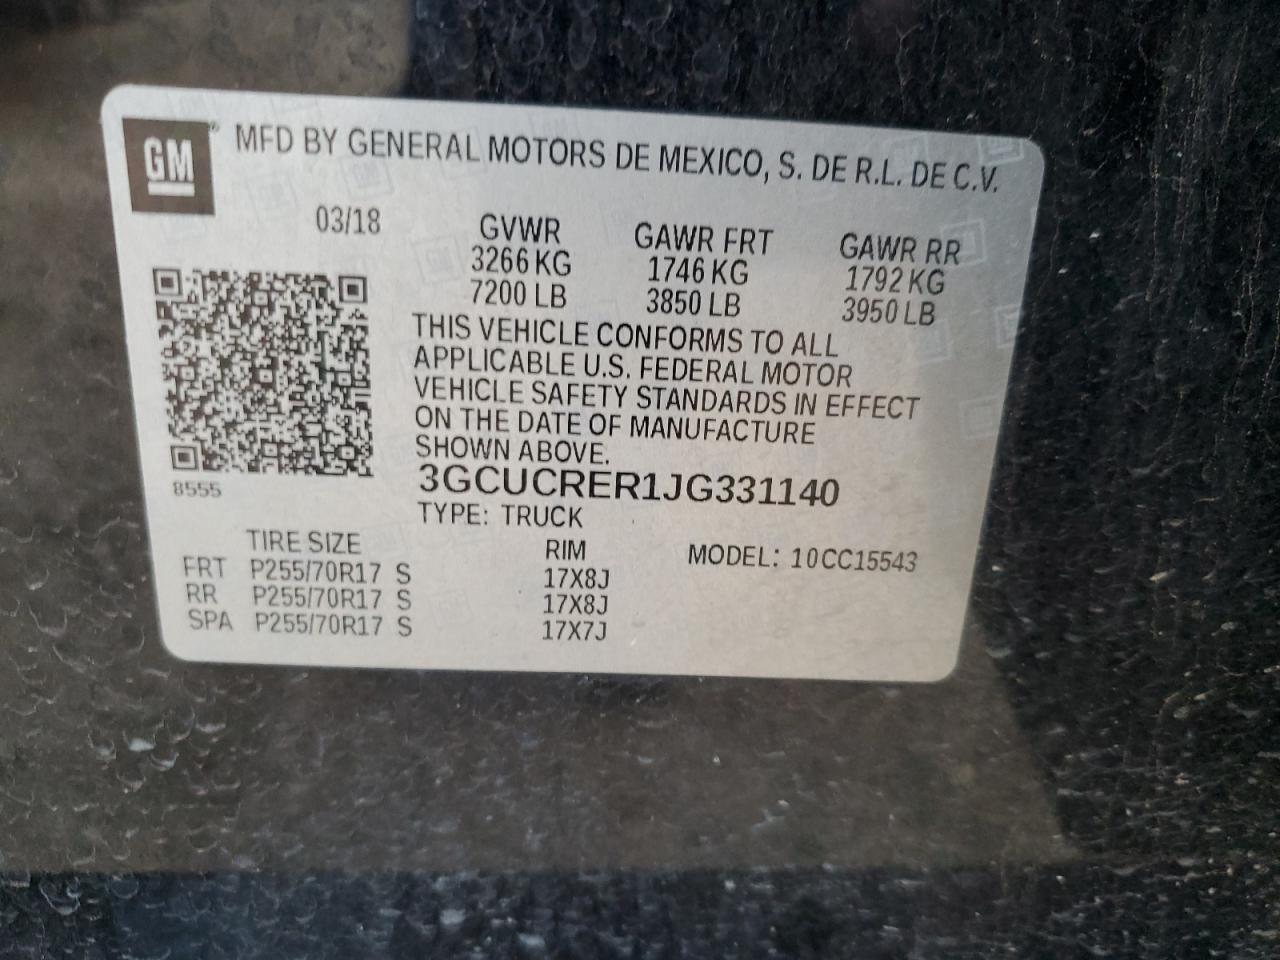 GM® MFD BY GENERAL MOTORS DE MEXICO, S. DE R.L. DE C.V.
03/18
GVWR GAWR FRT GAWR RR
3266 KG 1746 KG 1792 KG
7200 LB 3850 LB 3950 LB
THIS VEHICLE CONFORMS TO ALL
APPLICABLE U.S. FEDERAL MOTOR
VEHICLE SAFETY STANDARDS IN EFFECT
ON THE DATE OF MANUFACTURE
SHOWN ABOVE.
8555
3GCUCRER1JG331140
TYPE: TRUCK
TIRE SIZE RIM MODEL: 10CC15543
FRT P255/70R17 S 17X8J
RR P255/70R17 S 17X8J
SPA P255/70R17 S 17X7J